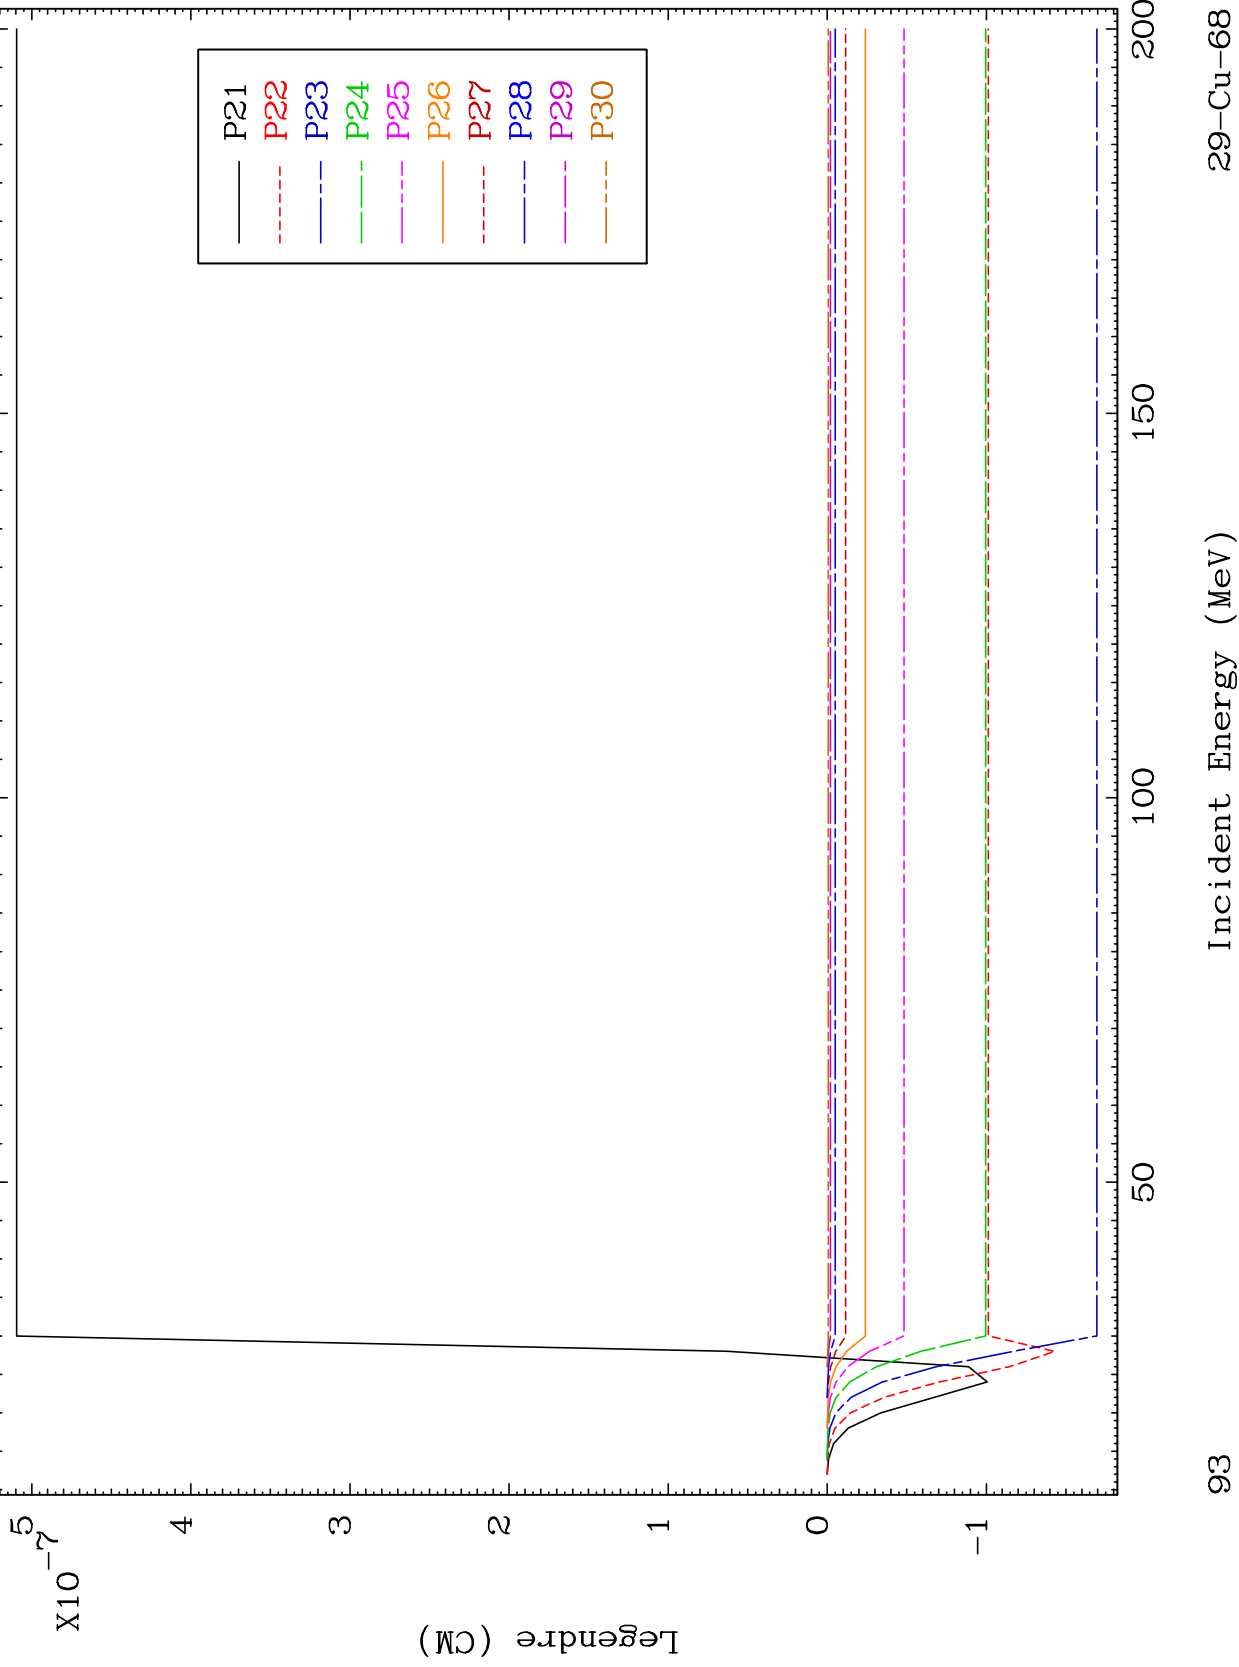 P21
P22
P23
P24
P25
P26
P27
P28
P29
P30
5
4
3
2
1
0
-1
X10-7
Legendre (CM)
50
100
150
200
Incident Energy (MeV)
93
29-Cu-68